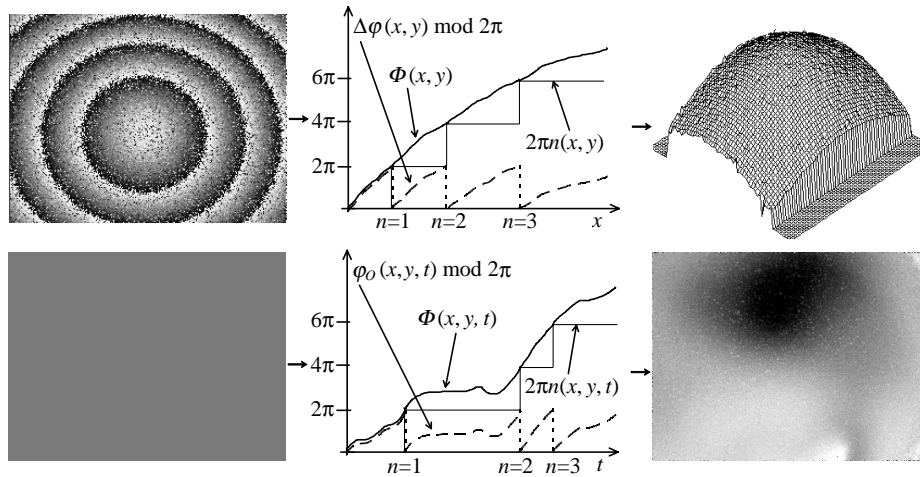 Δφ(x, y) mod 2π
Φ(x, y)
6π
4π
2π
2πn(x, y)
n=1 n=2 n=3 x
φO(x, y, t) mod 2π
Φ(x, y, t)
6π
4π
2π
2πn(x, y, t)
n=1 n=2 n=3 t